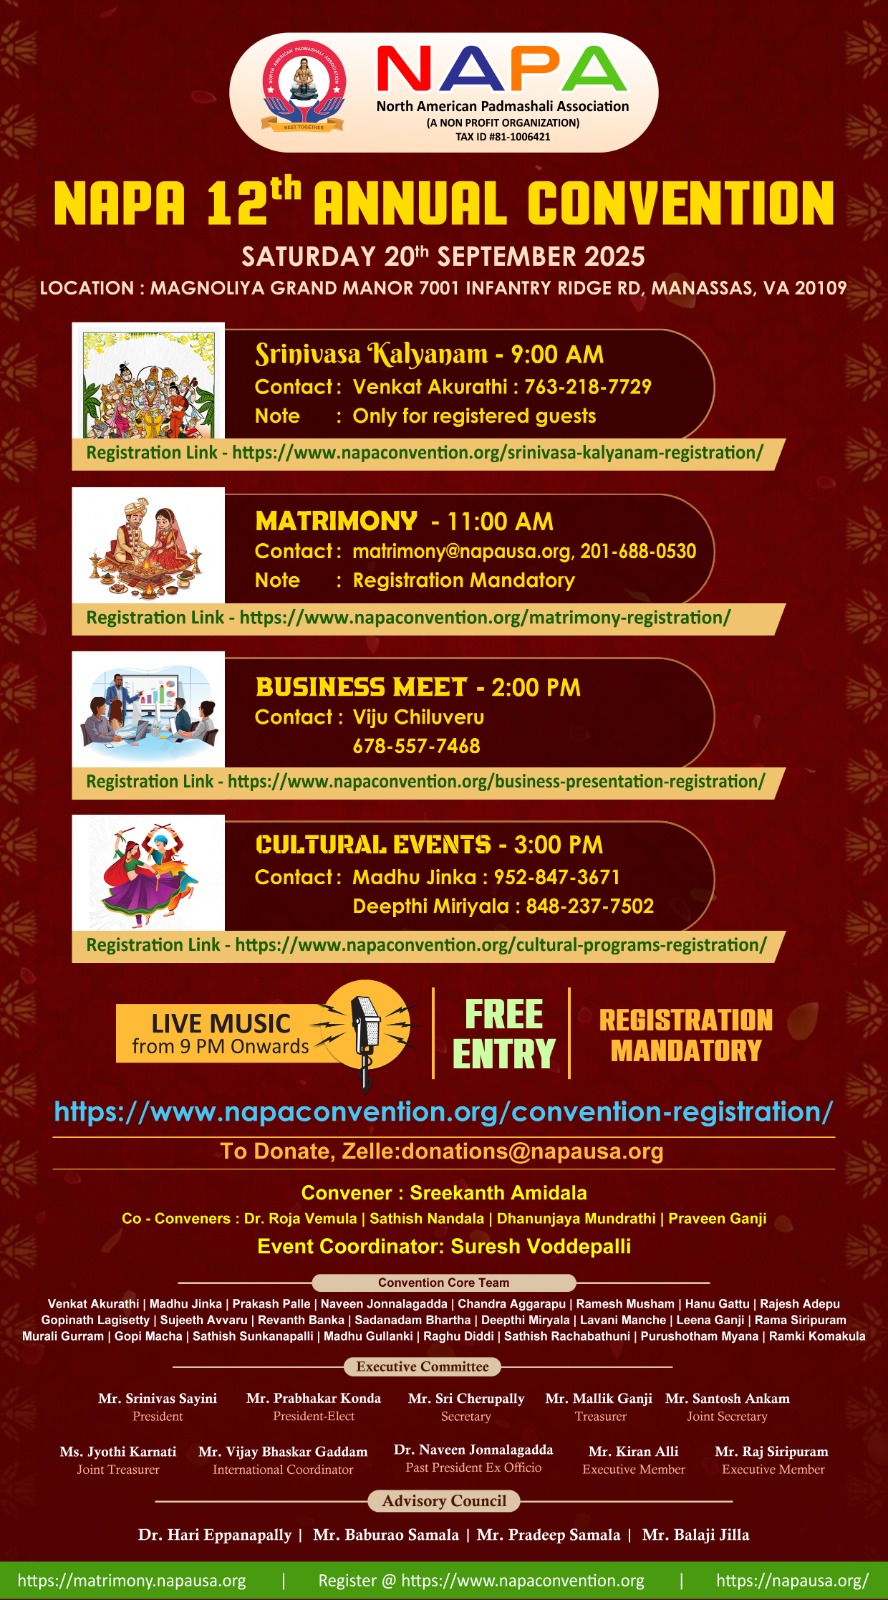 NORTH AMERICAN PADMASHALI ASSOCIATION
BEST TOGETHER
NAPA
North American Padmashali Association
(A NON PROFIT ORGANIZATION)
TAX ID #81-1006421
NAPA 12th ANNUAL CONVENTION
SATURDAY 20th SEPTEMBER 2025
LOCATION : MAGNOLIYA GRAND MANOR 7001 INFANTRY RIDGE RD, MANASSAS, VA 20109
Srinivasa Kalyanam - 9:00 AM
Contact : Venkat Akurathi : 763-218-7729
Note : Only for registered guests
Registration Link - https://www.napaconvention.org/srinivasa-kalyanam-registration/
MATRIMONY - 11:00 AM
Contact : matrimony@napausa.org, 201-688-0530
Note : Registration Mandatory
Registration Link - https://www.napaconvention.org/matrimony-registration/
BUSINESS MEET - 2:00 PM
Contact : Viju Chiluveru
678-557-7468
Registration Link - https://www.napaconvention.org/business-presentation-registration/
CULTURAL EVENTS - 3:00 PM
Contact : Madhu Jinka : 952-847-3671
Deepthi Miriyala : 848-237-7502
Registration Link - https://www.napaconvention.org/cultural-programs-registration/
LIVE MUSIC
from 9 PM Onwards
FREE
ENTRY
REGISTRATION
MANDATORY
https://www.napaconvention.org/convention-registration/
To Donate, Zelle:donations@napausa.org
Convener : Sreekanth Amidala
Co - Conveners : Dr. Roja Vemula | Sathish Nandala | Dhanunjaya Mundrathi | Praveen Ganji
Event Coordinator: Suresh Voddepalli
Convention Core Team
Venkat Akurathi | Madhu Jinka | Prakash Palle | Naveen Jonnalagadda | Chandra Aggarapu | Ramesh Musham | Hanu Gattu | Rajesh Adepu
Gopinath Lagisetty | Sujeeth Avvaru | Revanth Banka | Sadanadam Bhartha | Deepthi Miryala | Lavani Manche | Leena Ganji | Rama Siripuram
Murali Gurram | Gopi Macha | Sathish Sunkanapalli | Madhu Gullanki | Raghu Diddi | Sathish Rachabathuni | Purushotham Myana | Ramki Komakula
Executive Committee
Mr. Srinivas Sayini Mr. Prabhakar Konda Mr. Sri Cherupally Mr. Mallik Ganji Mr. Santosh Ankam
President President-Elect Secretary Treasurer Joint Secretary
Ms. Jyothi Karnati Mr. Vijay Bhaskar Gaddam Dr. Naveen Jonnalagadda Mr. Kiran Alli Mr. Raj Siripuram
Joint Treasurer International Coordinator Past President Ex Officio Executive Member Executive Member
Advisory Council
Dr. Hari Eppanapally | Mr. Baburao Samala | Mr. Pradeep Samala | Mr. Balaji Jilla
https://matrimony.napausa.org | Register @ https://www.napaconvention.org | https://napausa.org/